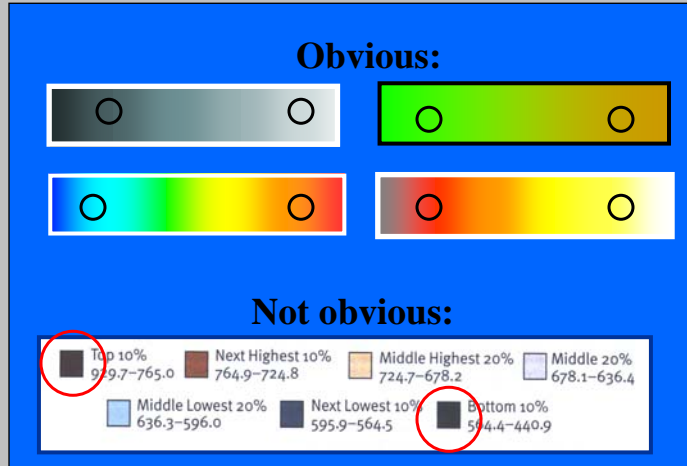 Obvious:
Not obvious:
Top 10% Next Highest 10% Middle Highest 20% Middle 20%
929.7–765.0 764.9–724.8 724.7–678.2 678.1–636.4
Middle Lowest 20% Next Lowest 10% Bottom 10%
636.3–596.0 595.9–564.5 564.4–440.9